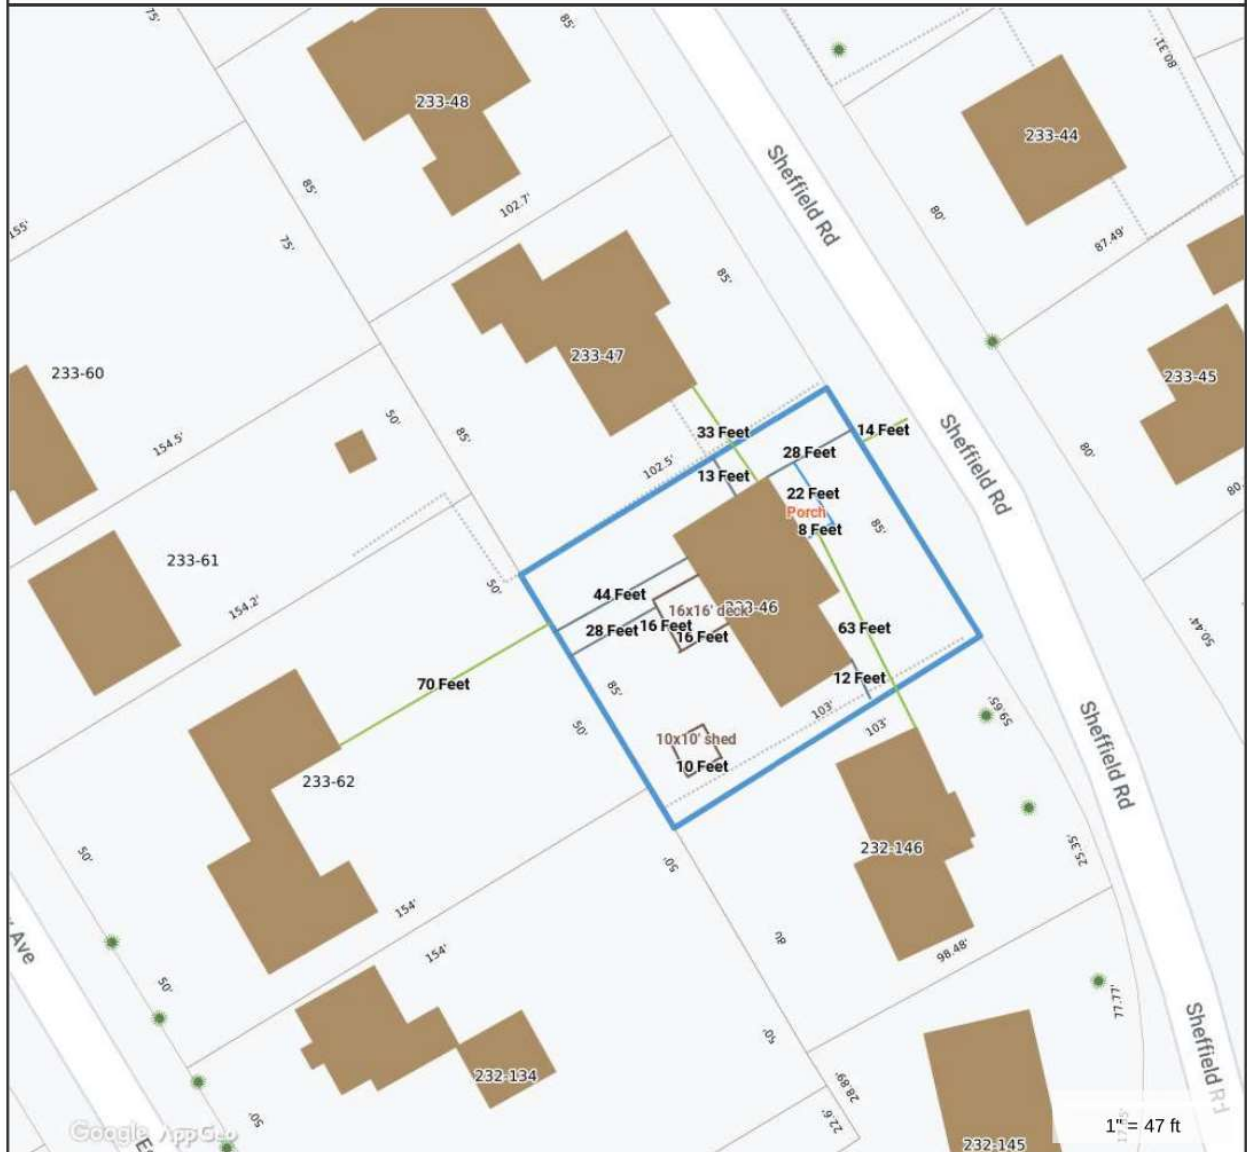 75'
85'
80.31'
233-48
233-44
Sheffield Rd
85'
102.7'
80'
155'
75'
87.49'
85'
233-47
233-60
233-45
50'
33 Feet
14 Feet
154.5'
85'
28 Feet
80'
102.5'
13 Feet
Sheffield Rd
22 Feet
80.
Porch
8 Feet
85'
233-61
50'
44 Feet
154.2'
16x16' deck
233-46
28 Feet
16 Feet
16 Feet
63 Feet
50.44'
70 Feet
85'
12 Feet
103'
59.65'
50'
103'
10x10' shed
10 Feet
Sheffield Rd
233-62
50'
232-146
25.35'
50'
154'
80'
154'
98.48'
Ave
50'
17.77'
50'
Sheffield Rd
232-134
28.89'
50'
22.6'
Google AppGeo
1" = 47 ft
232-145